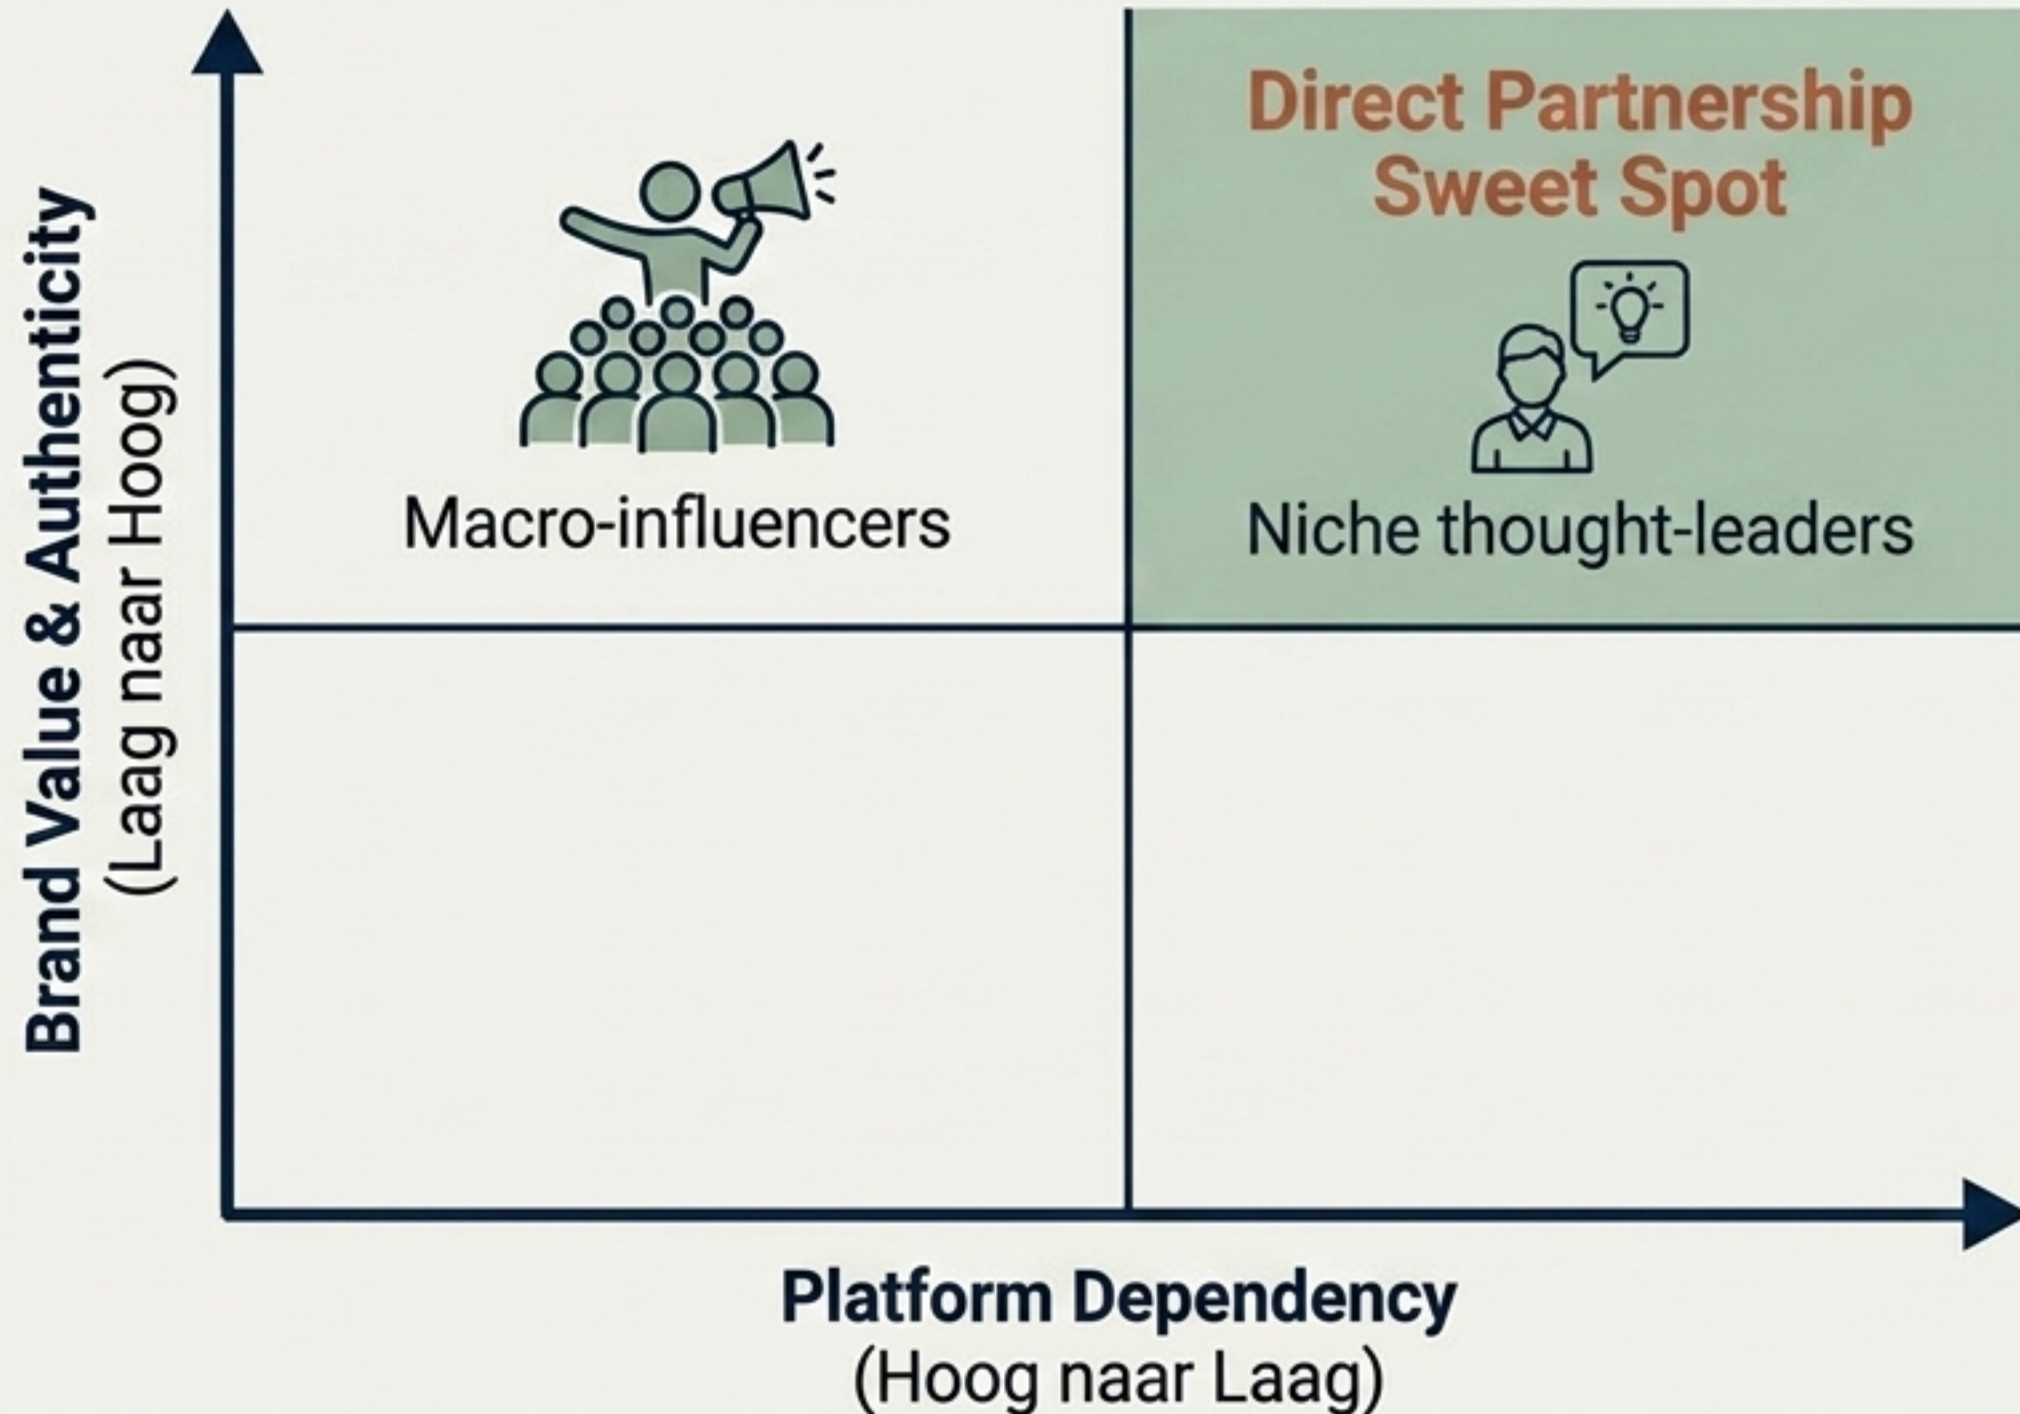 Brand Value & Authenticity
(Laag naar Hoog)
Macro-influencers
Direct Partnership
Sweet Spot
Niche thought-leaders
Platform Dependency
(Hoog naar Laag)